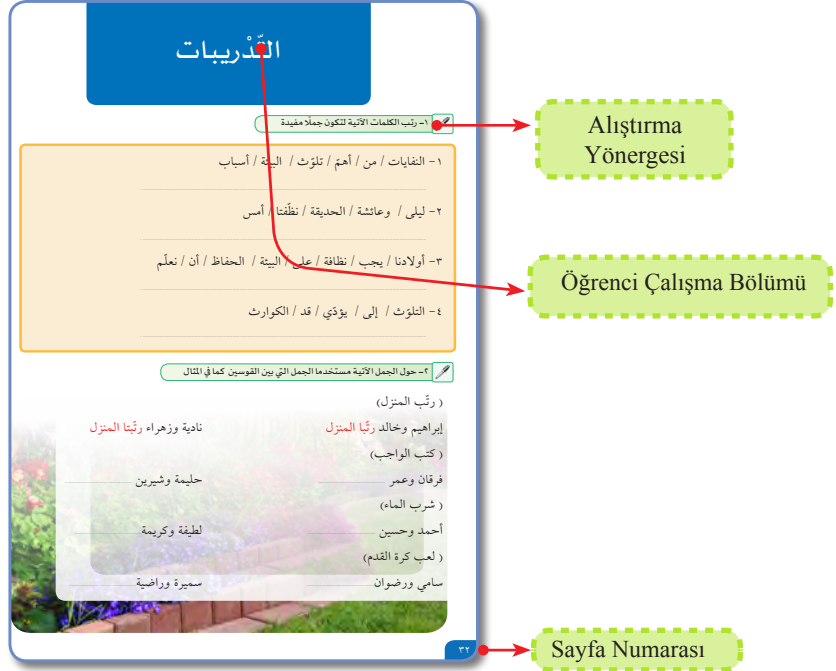 التّدْريبات
١- رتب الكلمات الآتية لتكون جملًا مفيدة
Alıştırma
Yönergesi
١- النفايات / من / أهمّ / تلوّث / البيئة / أسباب
٢- ليلى / وعائشة / الحديقة / نظّفتا / أمس
٣- أولادنا / يجب / نظافة / على / البيئة / الحفاظ / أن / نعلّم
Öğrenci Çalışma Bölümü
٤- التلوّث / إلى / يؤدّي / قد / الكوارث
٢- حول الجمل الآتية مستخدما الجمل التي بين القوسين كما في المثال
( رتّب المنزل)
إبراهيم وخالد رتّبا المنزل نادية وزهراء رتّبتا المنزل
( كتب الواجب)
فرقان وعمر حليمة وشيرين
( شرب الماء)
أحمد وحسين لطيفة وكريمة
( لعب كرة القدم)
سامي ورضوان سميرة وراضية
٣٢
Sayfa Numarası